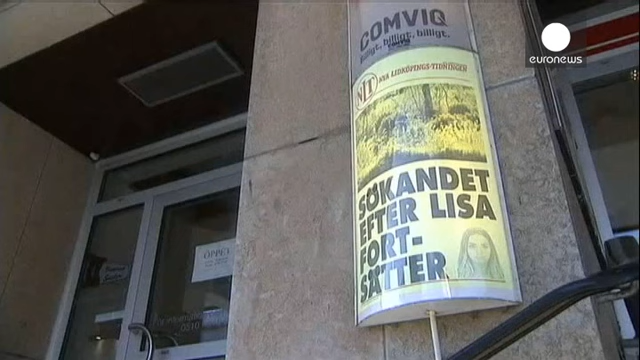 COMVIQ
billigt, billigt, billigt.
euronews
NLT NYA LIDKÖPINGS-TIDNINGEN
SÖKANDET
EFTER LISA
FORT-
SÄTTER
ÖPPET